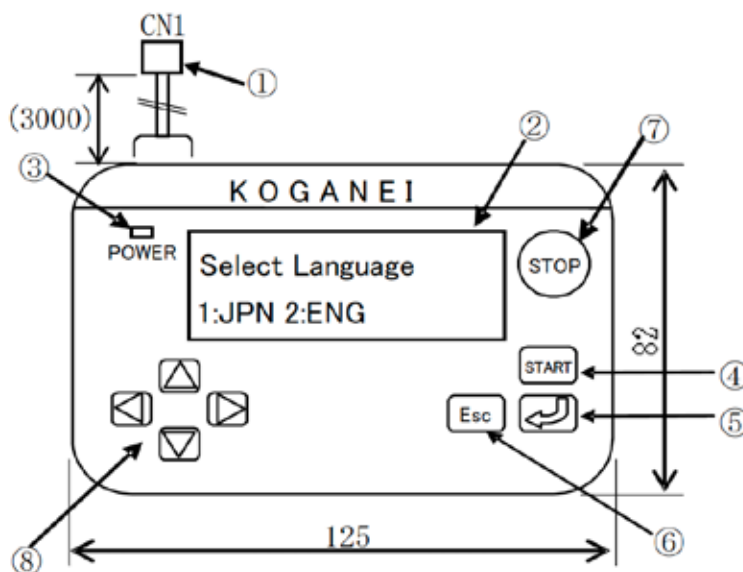 CN1
①
(3000)
②
⑦
③
KOGANEI
POWER
Select Language
1:JPN 2:ENG
STOP
82
START
④
Esc
⑤
⑧
125
⑥